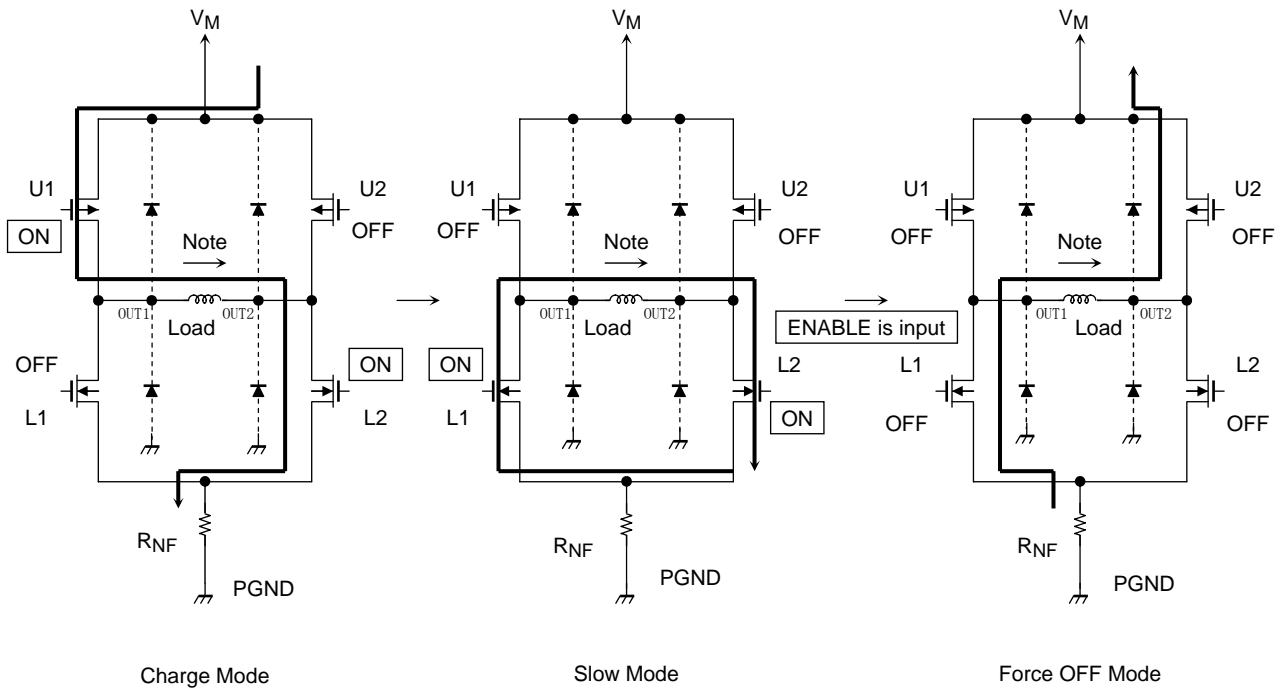 VM
U1
ON
U2
OFF
Note
OUT1
OUT2
Load
OFF
L1
ON
L2
RNF
PGND
Charge Mode
VM
U1
OFF
U2
OFF
Note
OUT1
OUT2
Load
ON
L1
L2
ON
RNF
PGND
Slow Mode
ENABLE is input
VM
U1
OFF
U2
OFF
Note
OUT1
OUT2
Load
L1
OFF
L2
OFF
RNF
PGND
Force OFF Mode